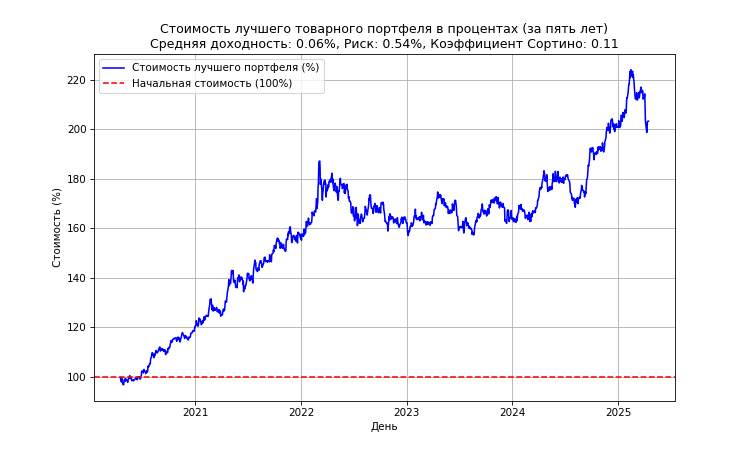 Стоимость лучшего товарного портфеля в процентах (за пять лет)
Средняя доходность: 0.06%, Риск: 0.54%, Коэффициент Сортино: 0.11
Стоимость лучшего портфеля (%)
Начальная стоимость (100%)
Стоимость (%)
220
200
180
160
140
120
100
2021
2022
2023
2024
2025
День